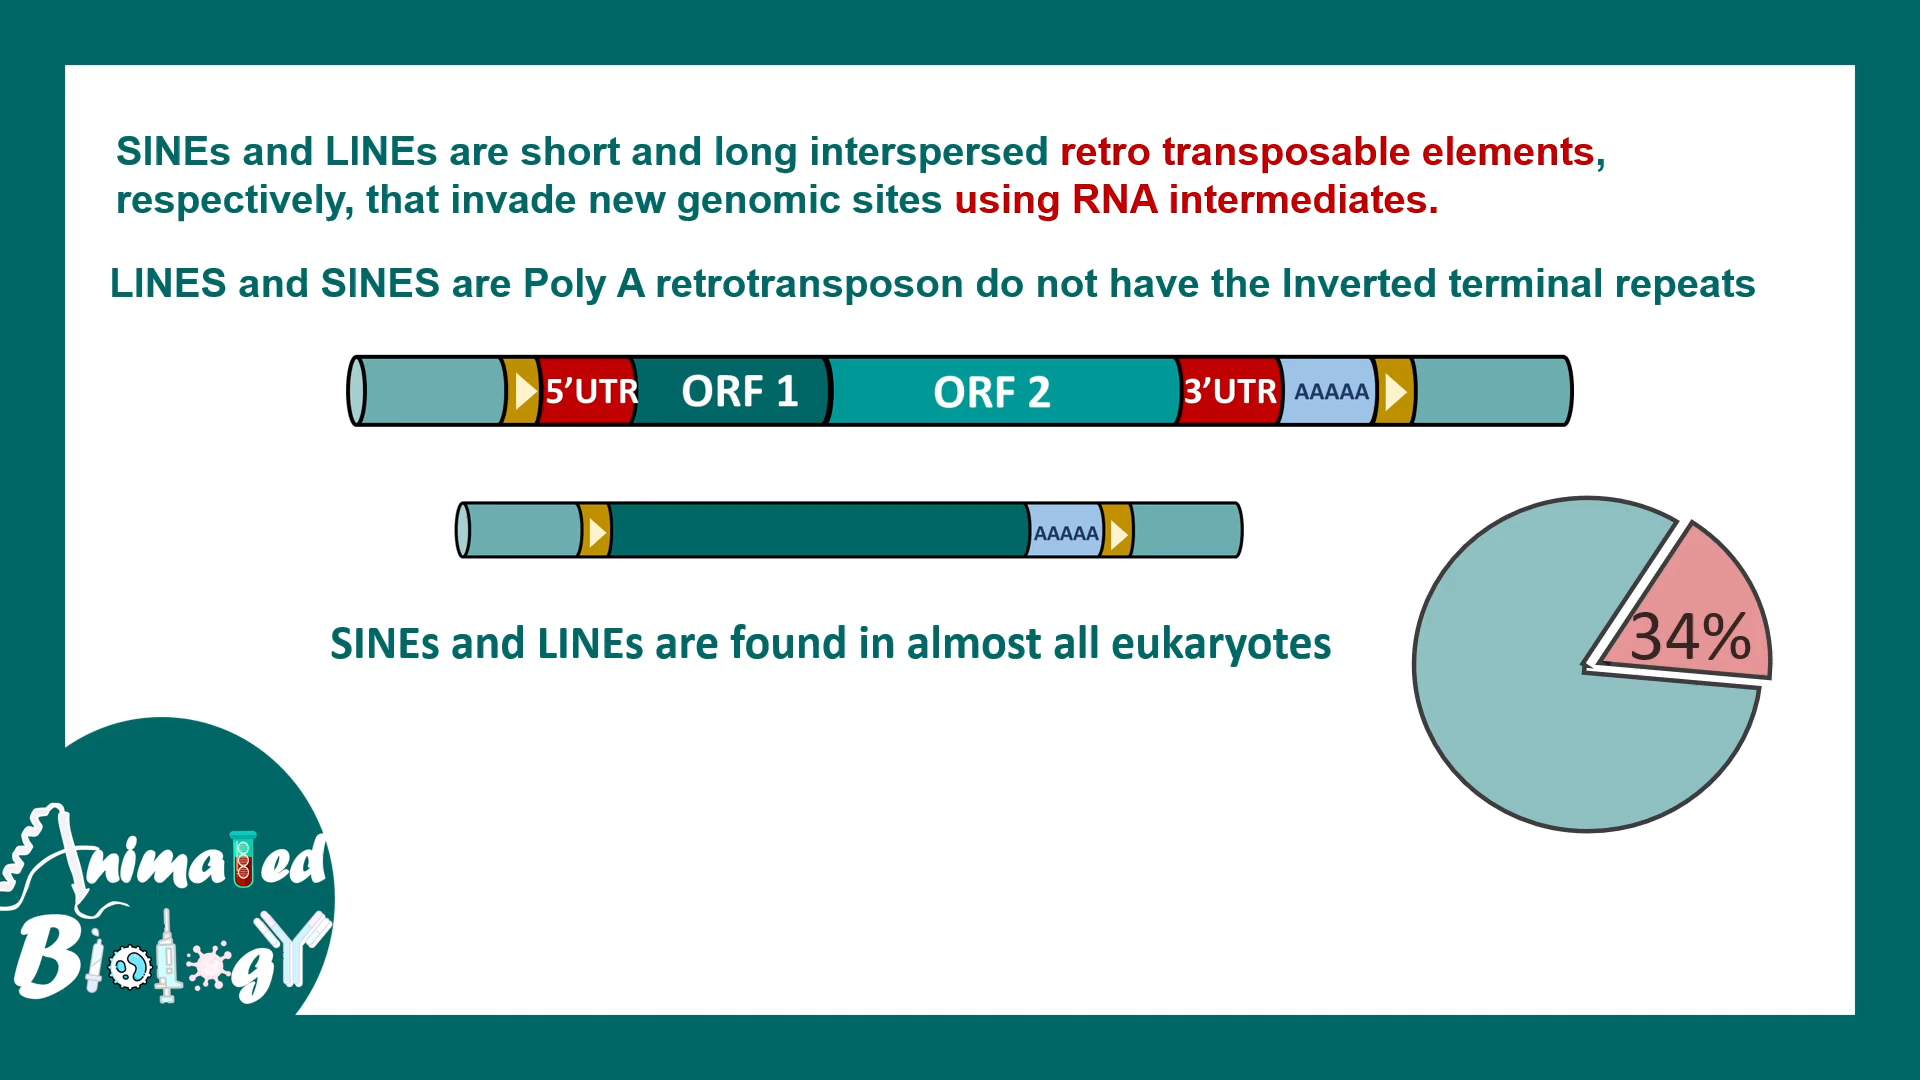 SINEs and LINEs are short and long interspersed retro transposable elements,
respectively, that invade new genomic sites using RNA intermediates.
LINES and SINES are Poly A retrotransposon do not have the Inverted terminal repeats
5’UTR ORF 1 ORF 2 3’UTR AAAAA
AAAAA
34%
SINEs and LINEs are found in almost all eukaryotes
Animated
BiologY